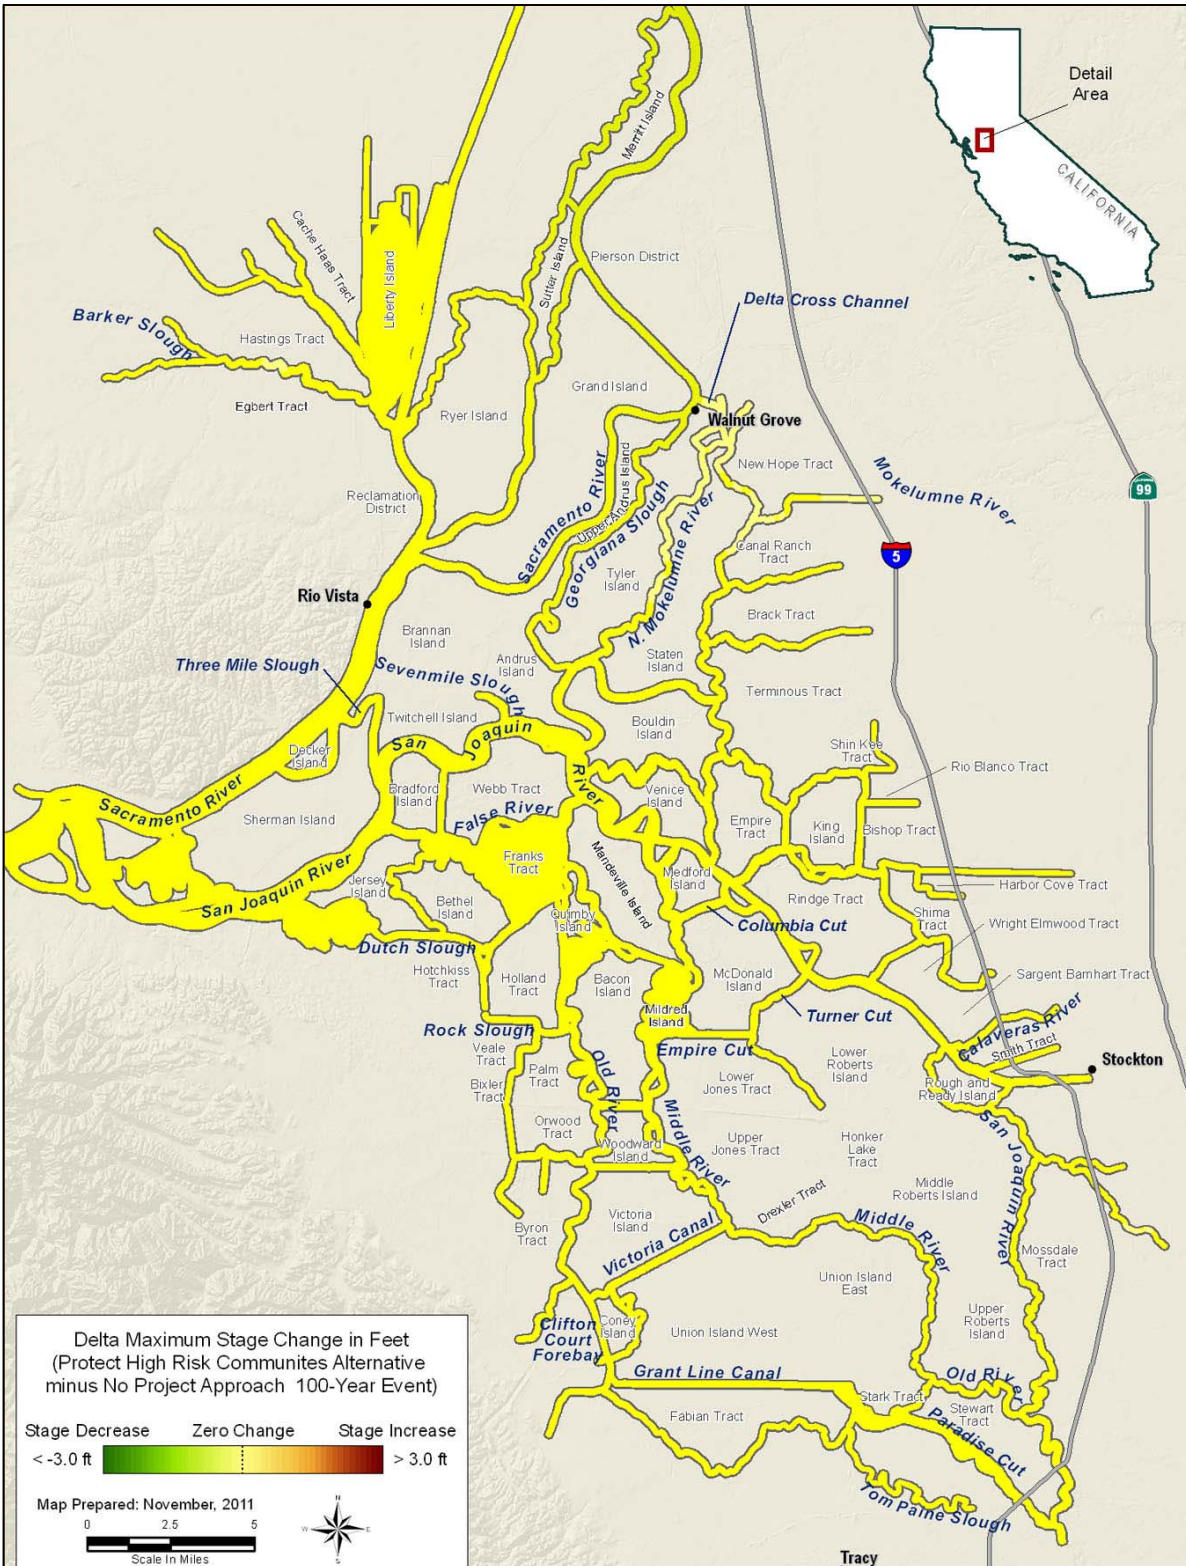 Detail
Area
CALIFORNIA
Merritt Island
Cache Haas Tract
Liberty Island
Sutter Island
Pierson District
Delta Cross Channel
Barker Slough
Hastings Tract
Egbert Tract
Grand Island
Ryer Island
Walnut Grove
New Hope Tract
Mokelumne River
CALIFORNIA
99
Reclamation
District
Sacramento River
Upper Andrus Island
Georgiana Slough
N. Mokelumne River
Canal Ranch
Tract
5
Tyler
Island
Rio Vista
Brack Tract
Brannan
Island
Three Mile Slough
Sevenmile Slough
Andrus
Island
Staten
Island
Terminous Tract
Twitchell Island
San Joaquin River
Bouldin
Island
Shin Kee
Tract
Rio Blanco Tract
Decker
Island
Bradford
Island
Webb Tract
Venice
Island
Sacramento River
Sherman Island
False River
Empire
Tract
King
Island
Bishop Tract
Franks
Tract
Mandeville Island
Medford
Island
Jersey
Island
Bethel
Island
San Joaquin River
Quimby
Island
Rindge Tract
Harbor Cove Tract
Shima
Tract
Wright Elmwood Tract
Columbia Cut
Dutch Slough
Hotchkiss
Tract
Holland
Tract
Bacon
Island
McDonald
Island
Sargent Barnhart Tract
Mildred
Island
Turner Cut
Rock Slough
Veale
Tract
Empire Cut
Calaveras River
Smith Tract
Stockton
Palm
Tract
Old River
Bixler
Tract
Lower
Jones Tract
Lower
Roberts
Island
Rough and
Ready Island
Orwood
Tract
Woodward
Island
Middle River
Upper
Jones Tract
Honker
Lake
Tract
San Joaquin River
Middle
Roberts Island
Drexler Tract
Byron
Tract
Victoria
Island
Victoria Canal
Middle River
Mossdale
Tract
Union Island
East
Upper
Roberts
Island
Clifton
Court
Forebay
Coney
Island
Union Island West
Grant Line Canal
Old River
Stark Tract
Stewart
Tract
Fabian Tract
Paradise Cut
Tom Paine Slough
Tracy
Delta Maximum Stage Change in Feet
(Protect High Risk Communites Alternative
minus No Project Approach 100-Year Event)
Stage Decrease Zero Change Stage Increase
< -3.0 ft > 3.0 ft
Map Prepared: November, 2011
0 2.5 5
Scale In Miles
N
W E
S